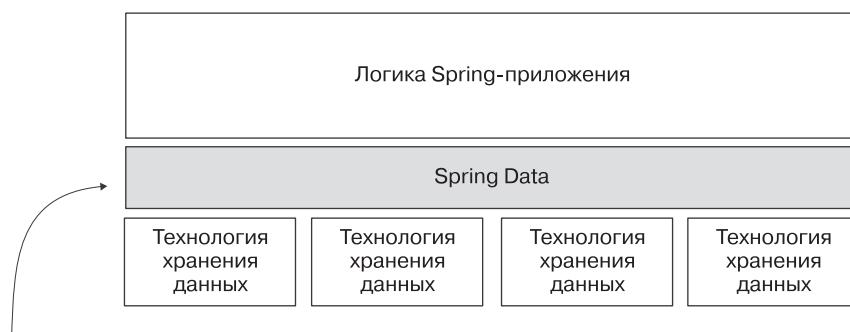 Логика Spring-приложения
Spring Data
Технология Технология Технология Технология
хранения хранения хранения хранения
данных данных данных данных